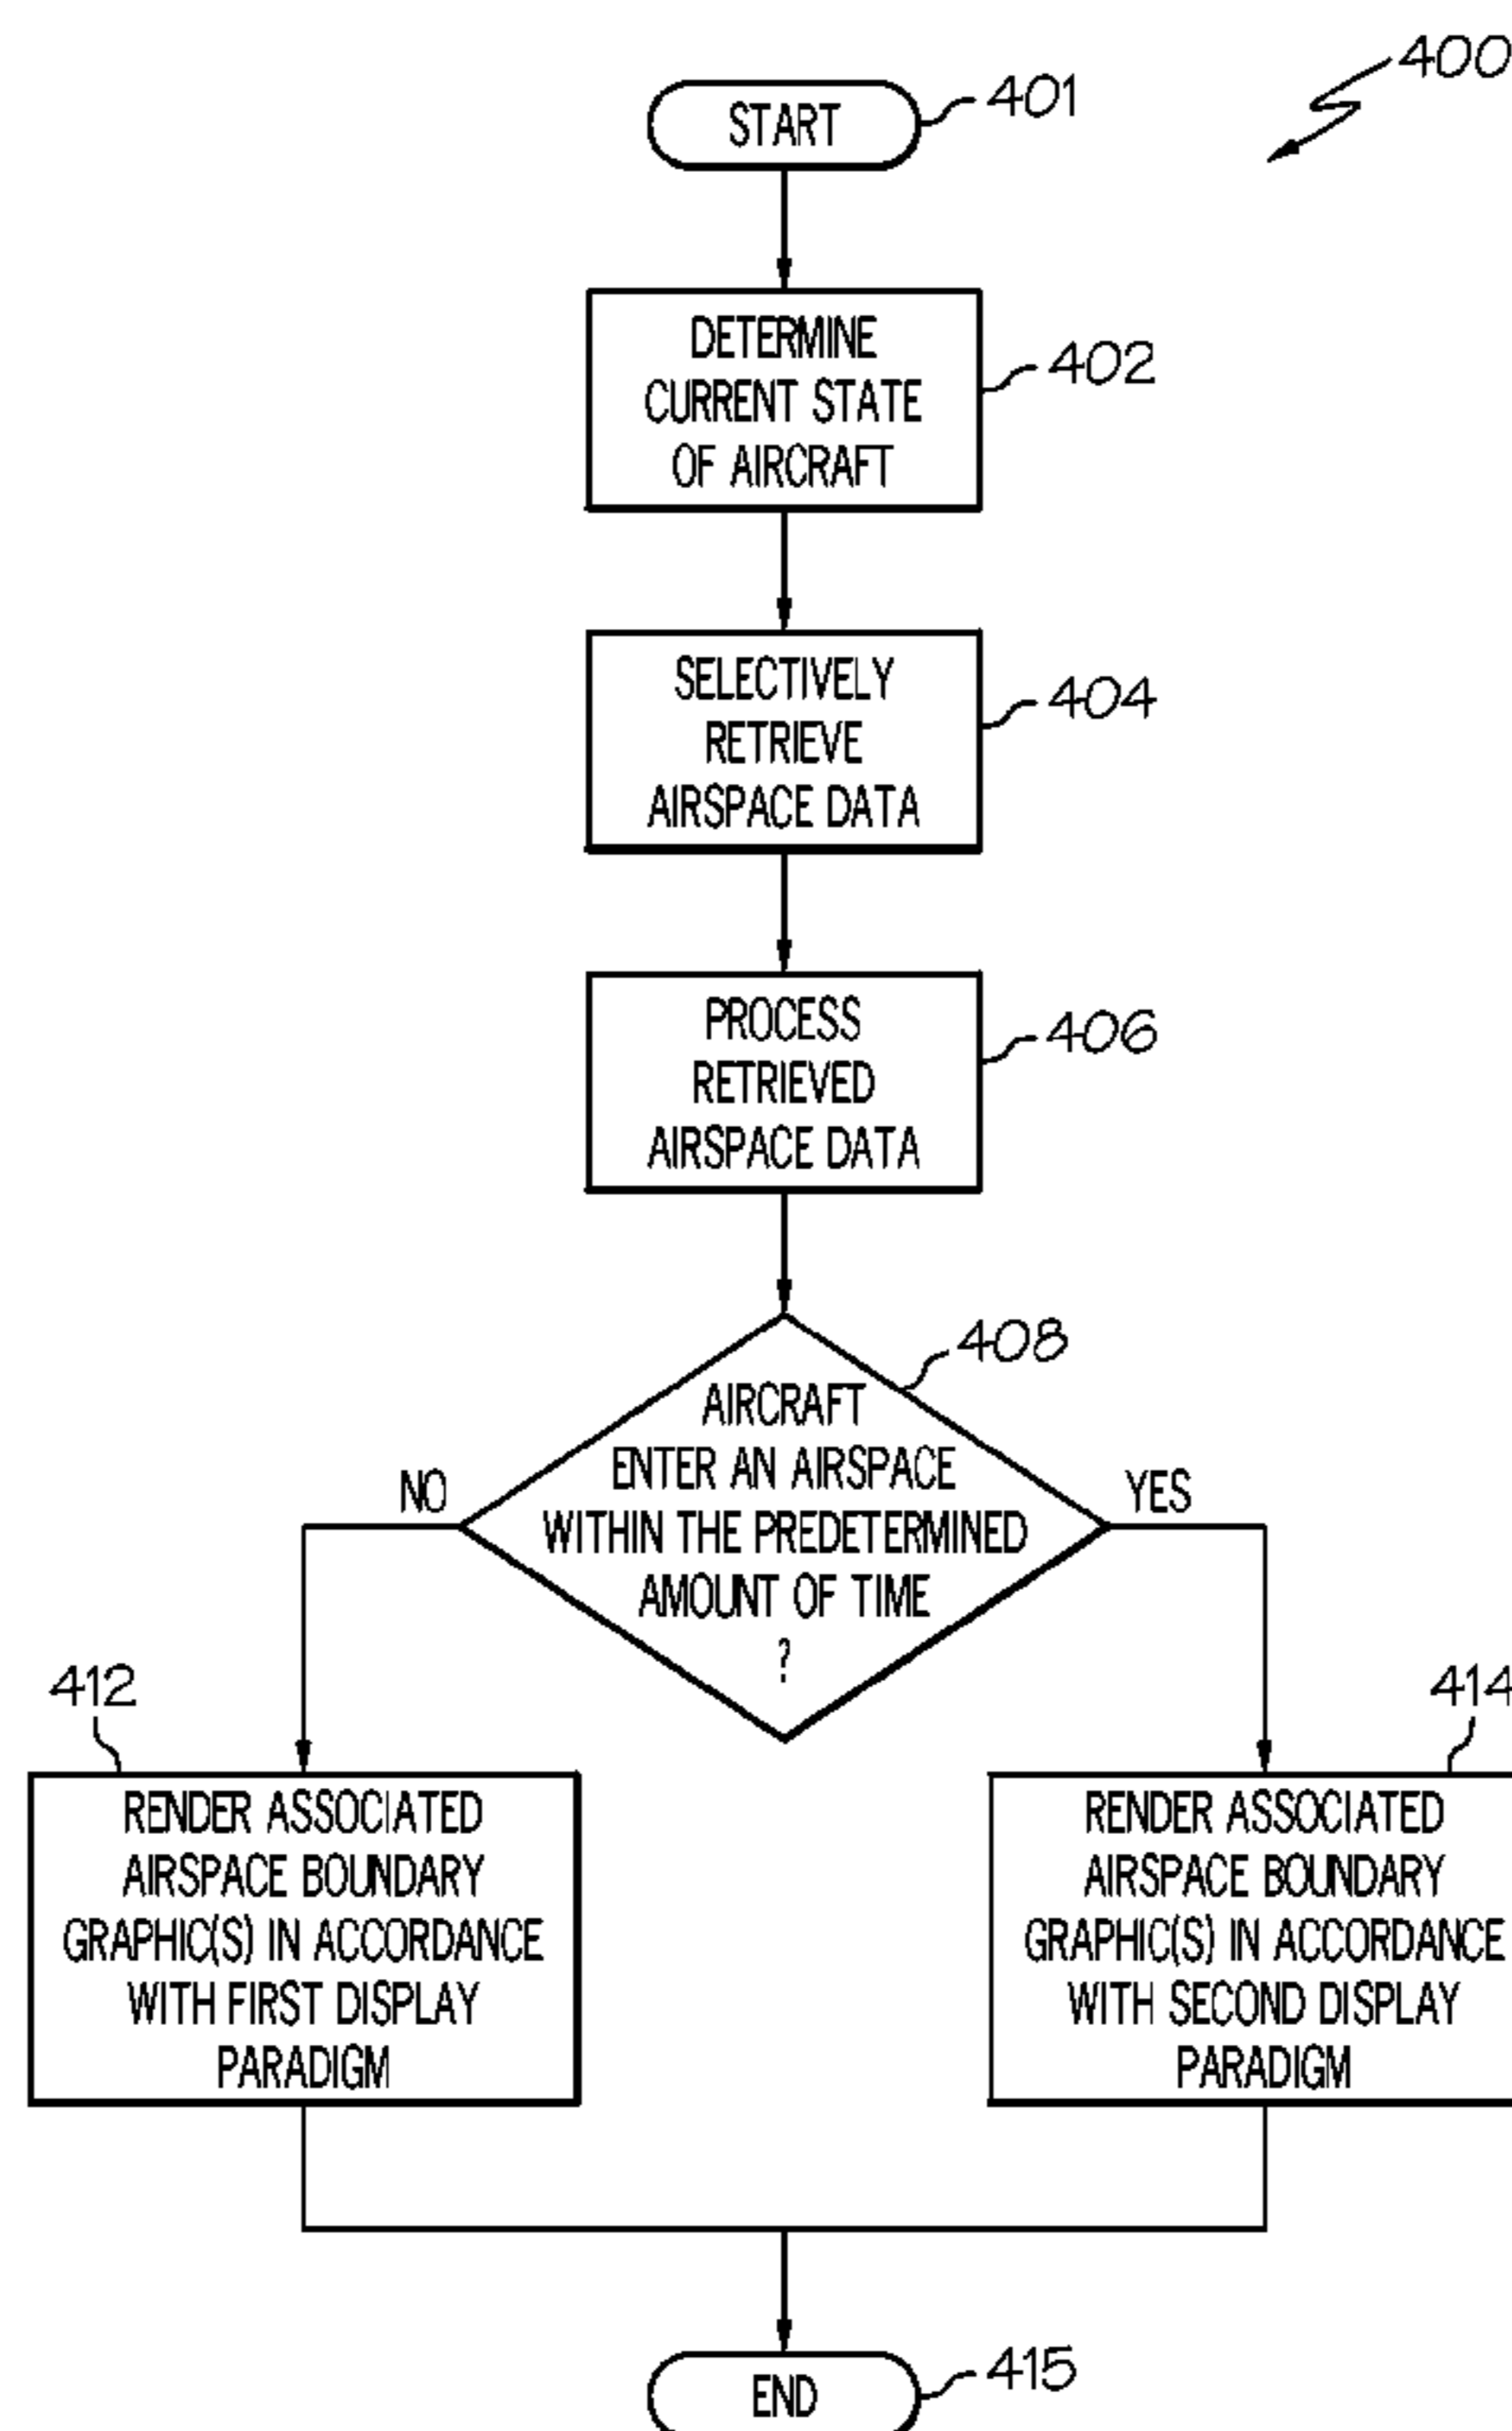 400
START
401
DETERMINE
CURRENT STATE
OF AIRCRAFT
402
SELECTIVELY
RETRIEVE
AIRSPACE DATA
404
PROCESS
RETRIEVED
AIRSPACE DATA
406
408
AIRCRAFT
ENTER AN AIRSPACE
WITHIN THE PREDETERMINED
AMOUNT OF TIME
?
NO
YES
412
RENDER ASSOCIATED
AIRSPACE BOUNDARY
GRAPHIC(S) IN ACCORDANCE
WITH FIRST DISPLAY
PARADIGM
414
RENDER ASSOCIATED
AIRSPACE BOUNDARY
GRAPHIC(S) IN ACCORDANCE
WITH SECOND DISPLAY
PARADIGM
END
415